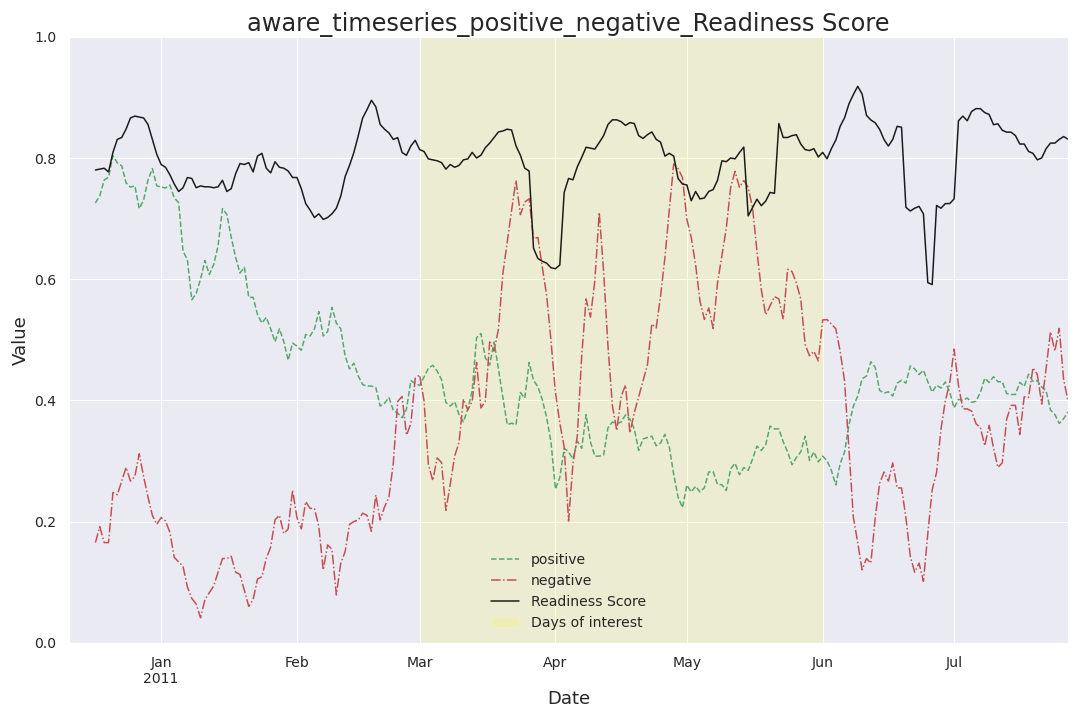 aware_timeseries_positive_negative_Readiness Score
1.0
0.8
0.6
0.4
0.2
0.0
Value
positive
negative
Readiness Score
Days of interest
Jan Feb Mar Apr May Jun Jul
2011
Date